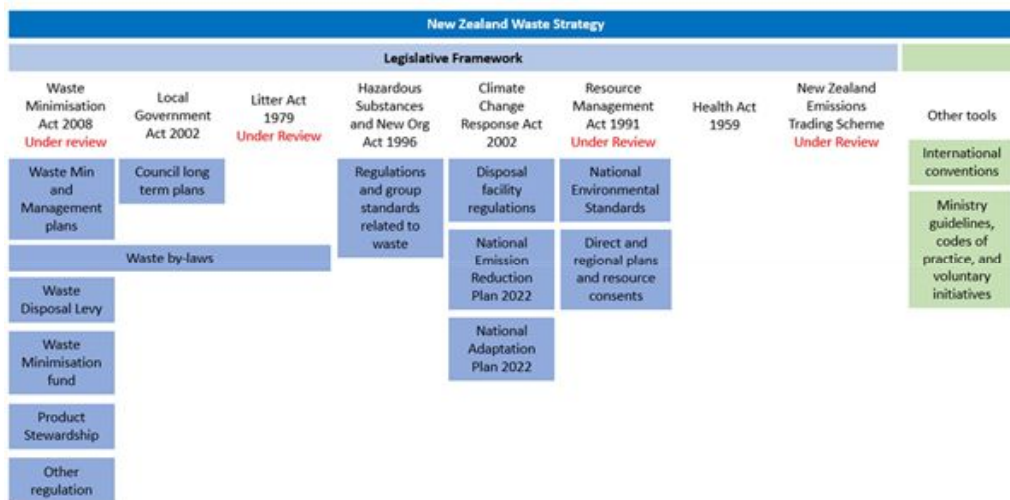 New Zealand Waste Strategy
Legislative Framework
Waste
Minimisation
Act 2008
Under review
Local
Government
Act 2002
Litter Act
1979
Under Review
Hazardous
Substances
and New Org
Act 1996
Climate
Change
Response Act
2002
Resource
Management
Act 1991
Under Review
Health Act
1959
New Zealand
Emissions
Trading Scheme
Under Review
Other tools
Waste Min
and
Management
plans
Council long
term plans
Regulations
and group
standards
related to
waste
Disposal
facility
regulations
National
Environmental
Standards
International
conventions
Waste by-laws
National
Emission
Reduction
Plan 2022
Direct and
regional plans
and resource
consents
Ministry
guidelines,
codes of
practice, and
voluntary
initiatives
Waste
Disposal Levy
Waste
Minimisation
fund
National
Adaptation
Plan 2022
Product
Stewardship
Other
regulation